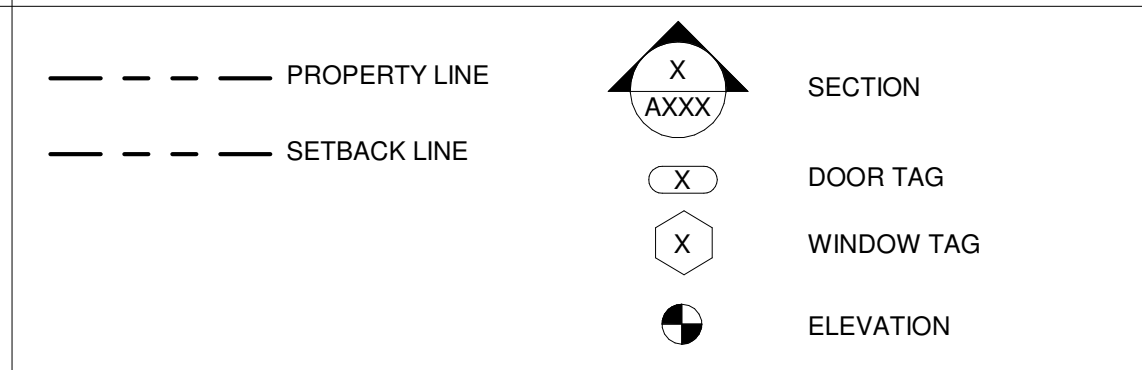 PROPERTY LINE
SETBACK LINE
X
AXXX
SECTION
X
DOOR TAG
X
WINDOW TAG
ELEVATION